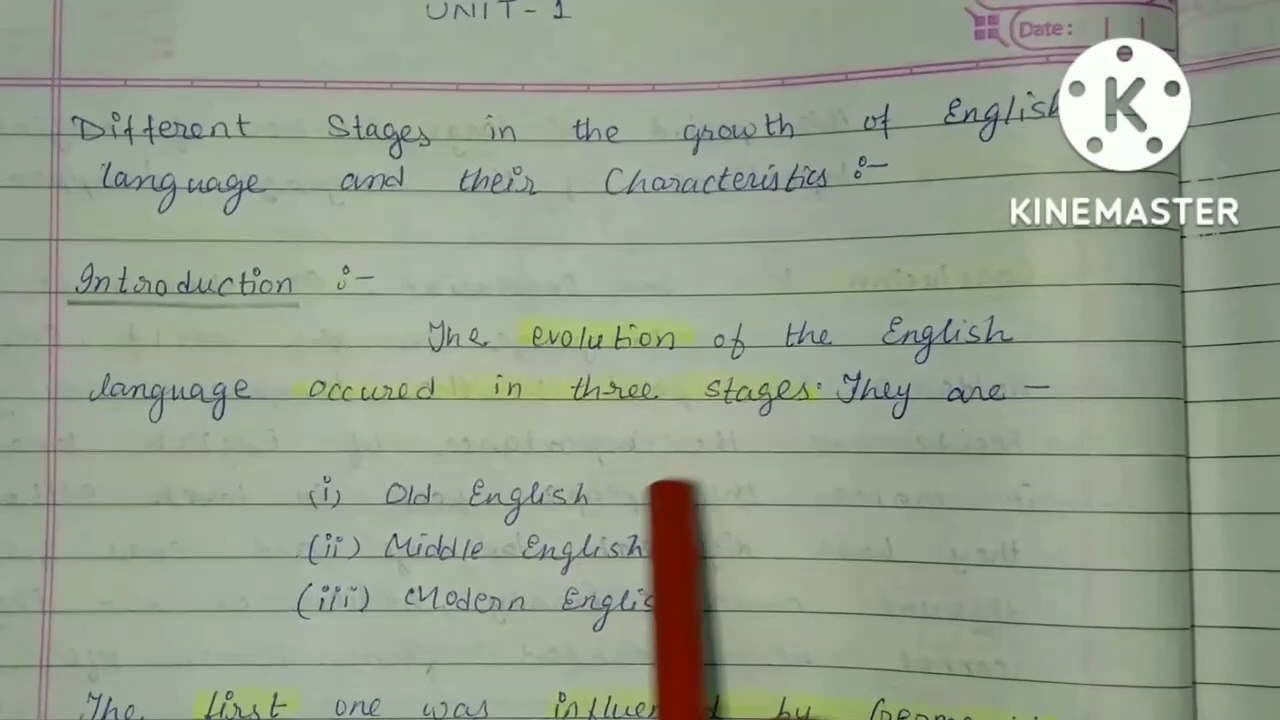 UNIT - 1
Date :
Different Stages in the growth of English
language and their Characteristics :-
K
KINEMASTER
Introduction :-
The evolution of the English
language occured in three stages. They are -
(i) Old English
(ii) Middle English
(iii) Modern
The first one was by